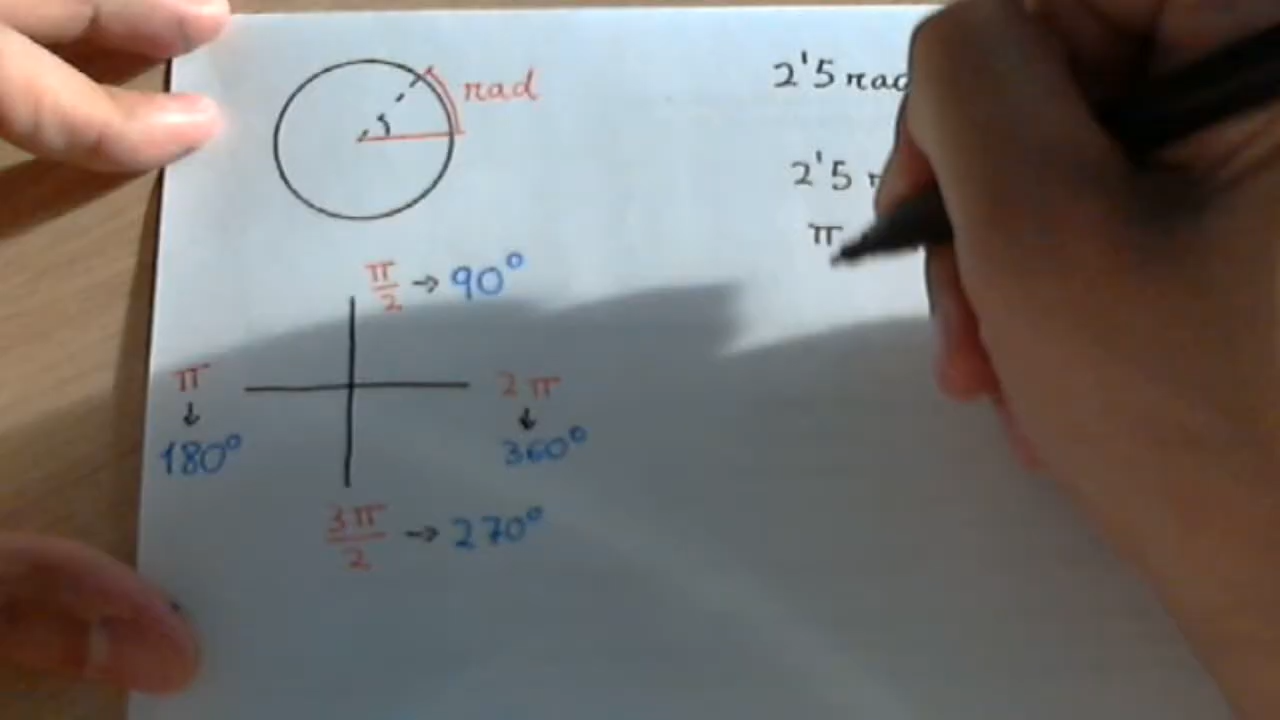 rad
π/2 → 90°
π
↓
180°
2π
↓
360°
3π/2 → 270°
2'5 rad
2'5
π